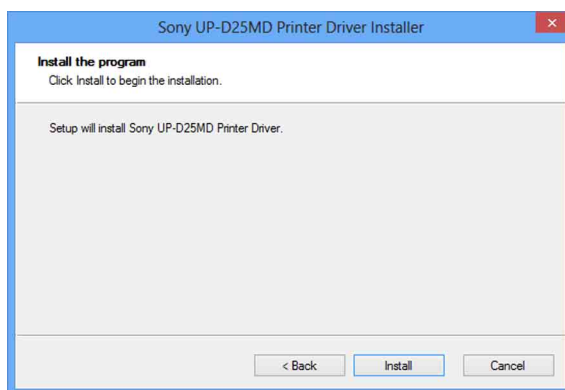 Sony UP-D25MD Printer Driver Installer
Install the program
Click Install to begin the installation.
Setup will install Sony UP-D25MD Printer Driver.
< Back Install Cancel